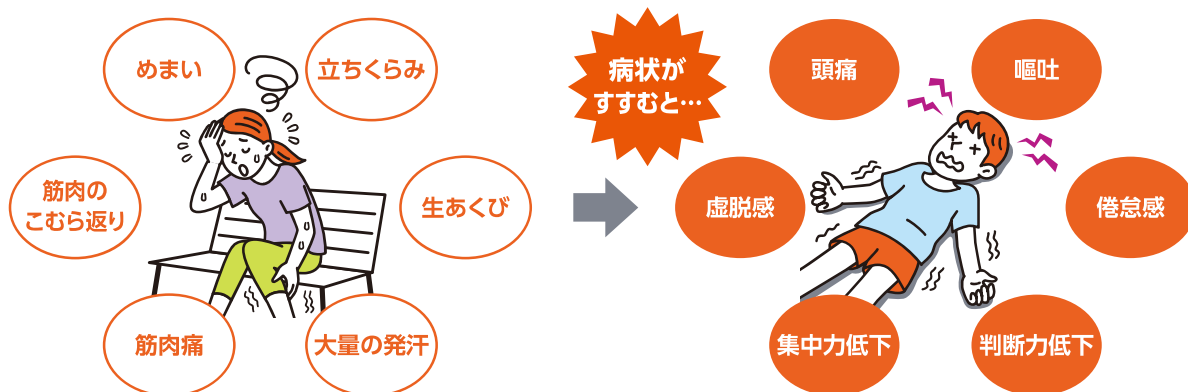 めまい
立ちくらみ
筋肉の
こむら返り
生あくび
筋肉痛
大量の発汗
病状が
すすむと…
頭痛
嘔吐
虚脱感
倦怠感
集中力低下
判断力低下